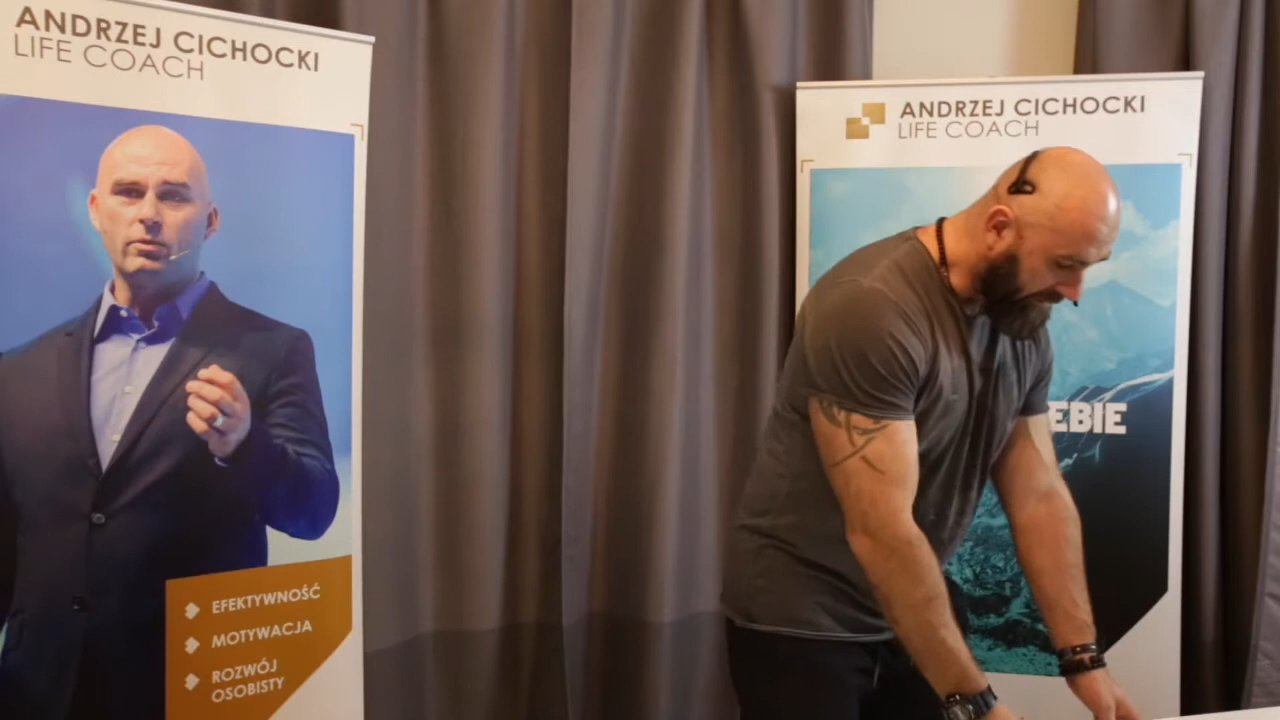 ANDRZEJ CICHOCKI
LIFE COACH
EFEKTYWNOŚĆ
MOTYWACJA
ROZWÓJ
OSOBISTY
ANDRZEJ CICHOCKI
LIFE COACH
EBIE